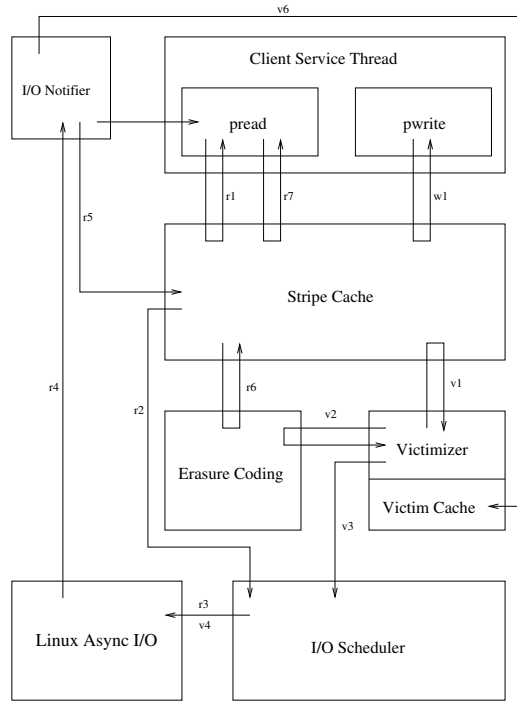 v6
Client Service Thread
I/O Notifier
pread
pwrite
r1
r7
w1
r5
Stripe Cache
r4
r2
r6
v1
v2
Erasure Coding
Victimizer
Victim Cache
v3
r3
v4
Linux Async I/O
I/O Scheduler